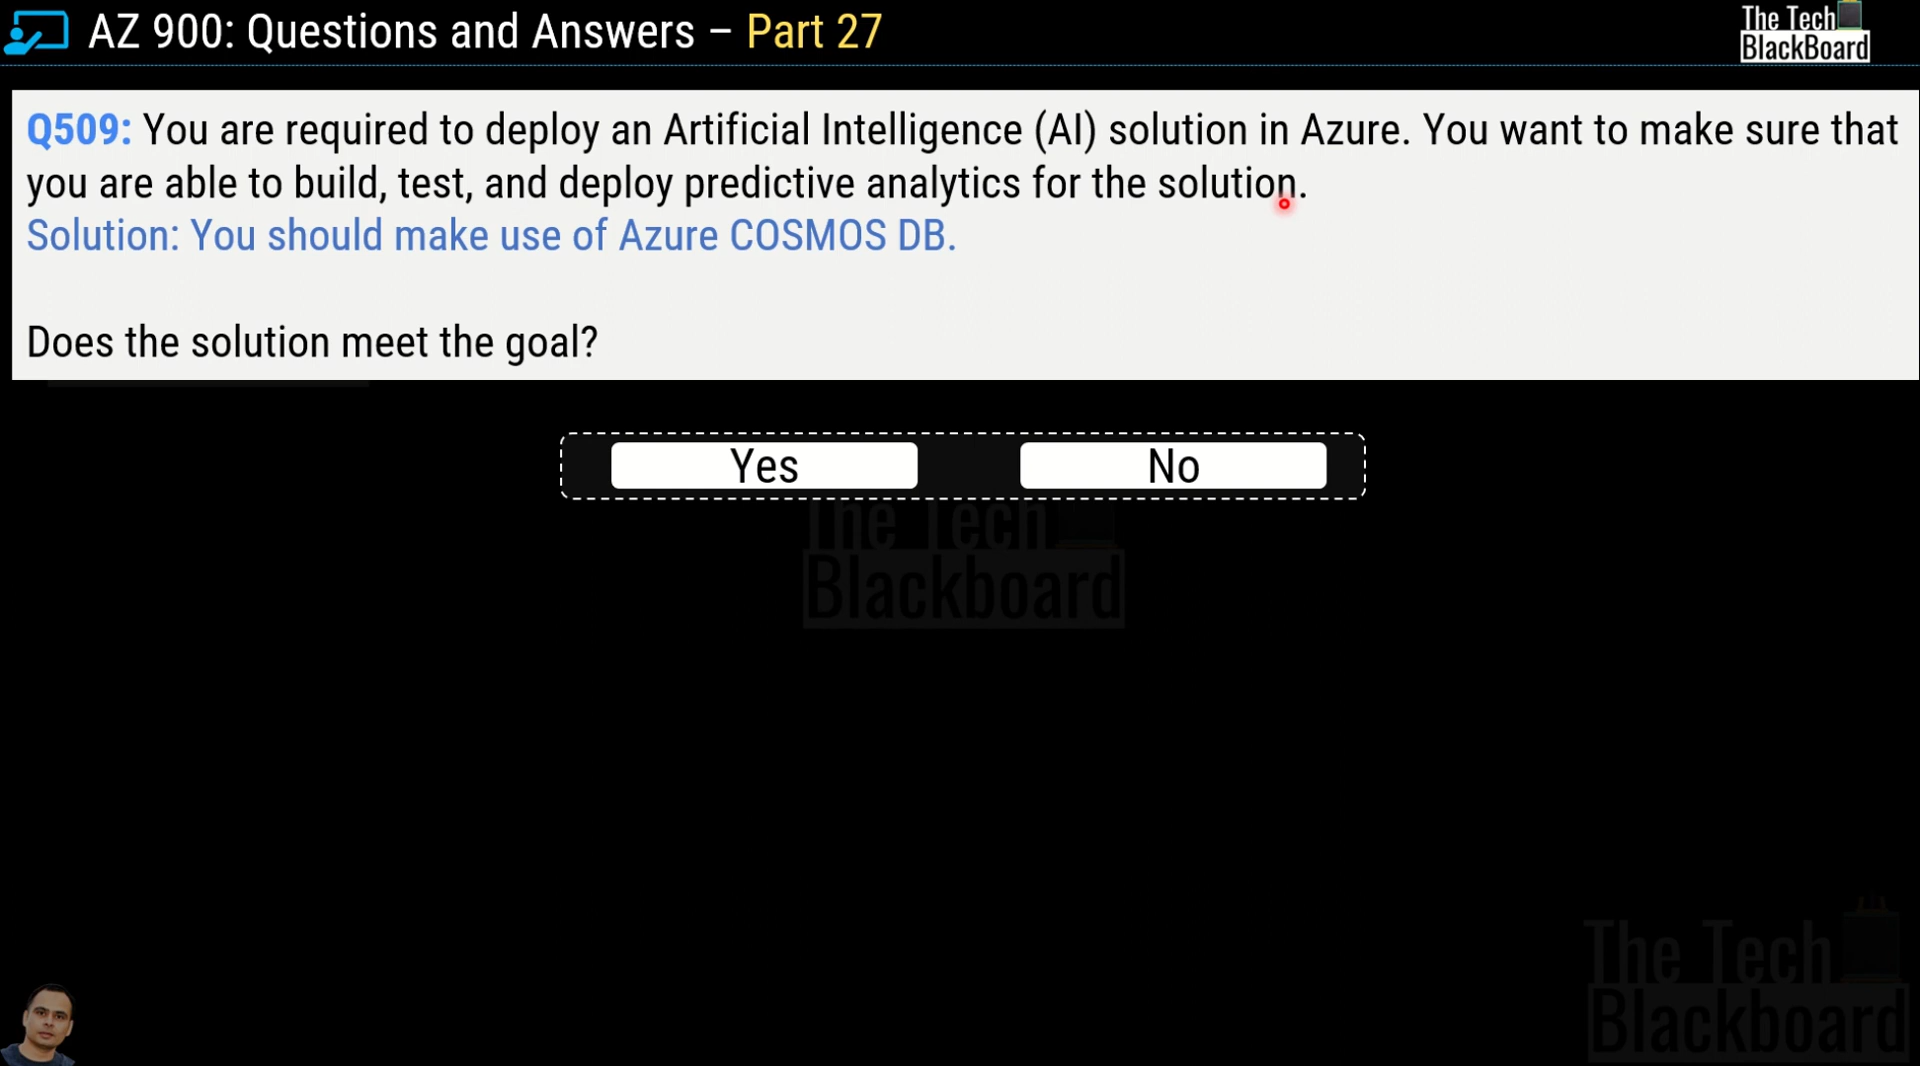 AZ 900: Questions and Answers – Part 27
The Tech
BlackBoard
Q509: You are required to deploy an Artificial Intelligence (AI) solution in Azure. You want to make sure that
you are able to build, test, and deploy predictive analytics for the solution.
Solution: You should make use of Azure COSMOS DB.
Does the solution meet the goal?
Yes No
The Tech
Blackboard
The Tech
Blackboard